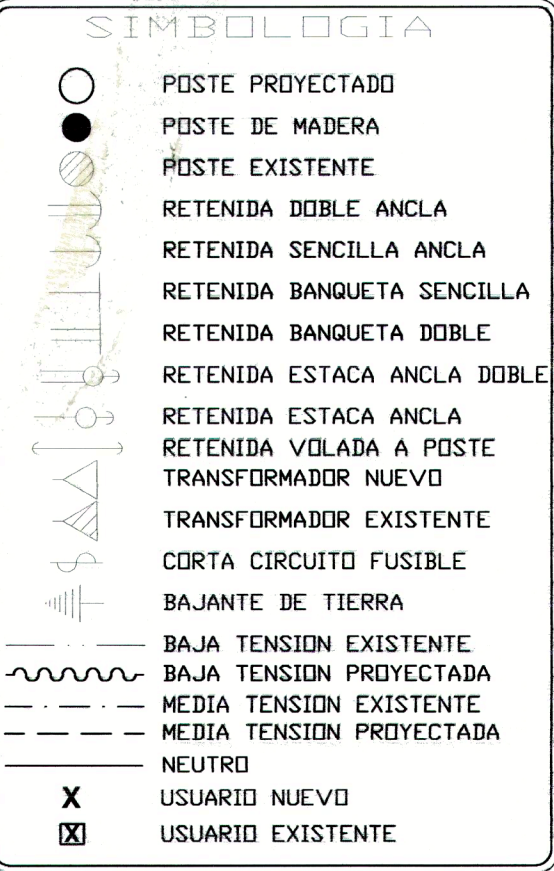 SIMBOLOGIA
POSTE PROYECTADO
POSTE DE MADERA
POSTE EXISTENTE
RETENIDA DOBLE ANCLA
RETENIDA SENCILLA ANCLA
RETENIDA BANQUETA SENCILLA
RETENIDA BANQUETA DOBLE
RETENIDA ESTACA ANCLA DOBLE
RETENIDA ESTACA ANCLA
RETENIDA VOLADA A POSTE
TRANSFORMADOR NUEVO
TRANSFORMADOR EXISTENTE
CORTA CIRCUITO FUSIBLE
BAJANTE DE TIERRA
BAJA TENSION EXISTENTE
BAJA TENSION PROYECTADA
MEDIA TENSION EXISTENTE
MEDIA TENSION PROYECTADA
NEUTRO
X USUARIO NUEVO
X USUARIO EXISTENTE